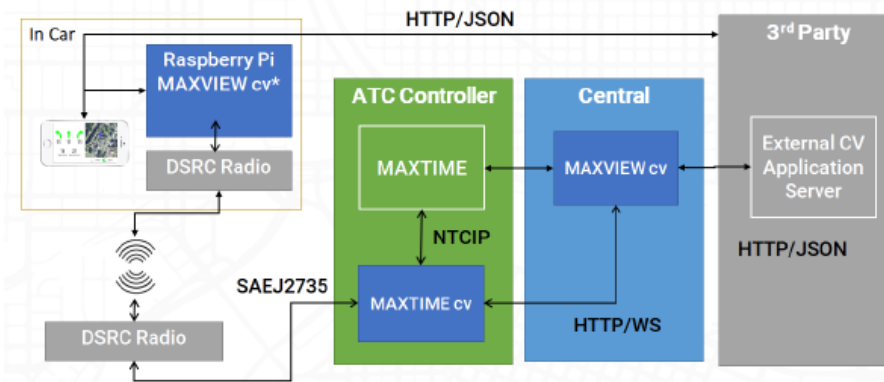 HTTP/JSON
In Car
Raspberry Pi
MAXVIEW cv*
DSRC Radio
DSRC Radio
SAEJ2735
ATC Controller
MAXTIME
NTCIP
MAXTIME cv
Central
MAXVIEW cv
HTTP/WS
3rd Party
External CV
Application
Server
HTTP/JSON